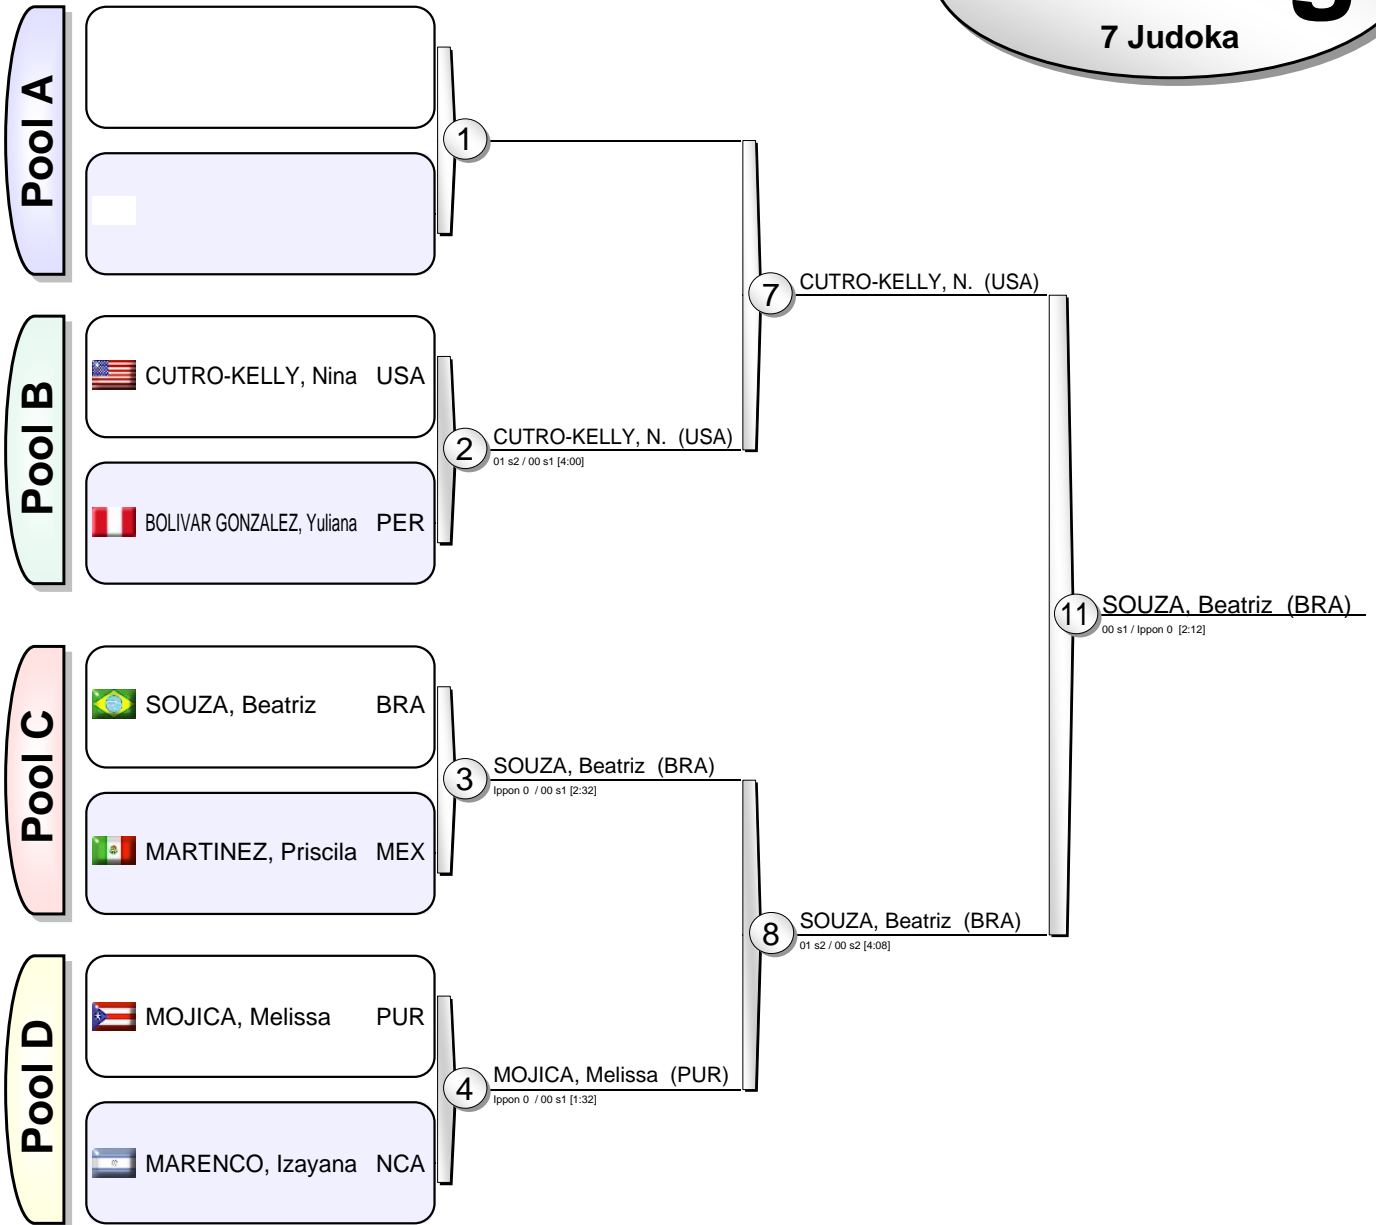 7 Judoka
Pool A
1
7
CUTRO-KELLY, N. (USA)
Pool B
CUTRO-KELLY, Nina USA
BOLIVAR GONZALEZ, Yuliana PER
2
CUTRO-KELLY, N. (USA)
01 s2 / 00 s1 [4:00]
11
SOUZA, Beatriz (BRA)
00 s1 / Ippon 0 [2:12]
Pool C
SOUZA, Beatriz BRA
MARTINEZ, Priscila MEX
3
SOUZA, Beatriz (BRA)
Ippon 0 / 00 s1 [2:32]
8
SOUZA, Beatriz (BRA)
01 s2 / 00 s2 [4:08]
Pool D
MOJICA, Melissa PUR
MARENCO, Izayana NCA
4
MOJICA, Melissa (PUR)
Ippon 0 / 00 s1 [1:32]